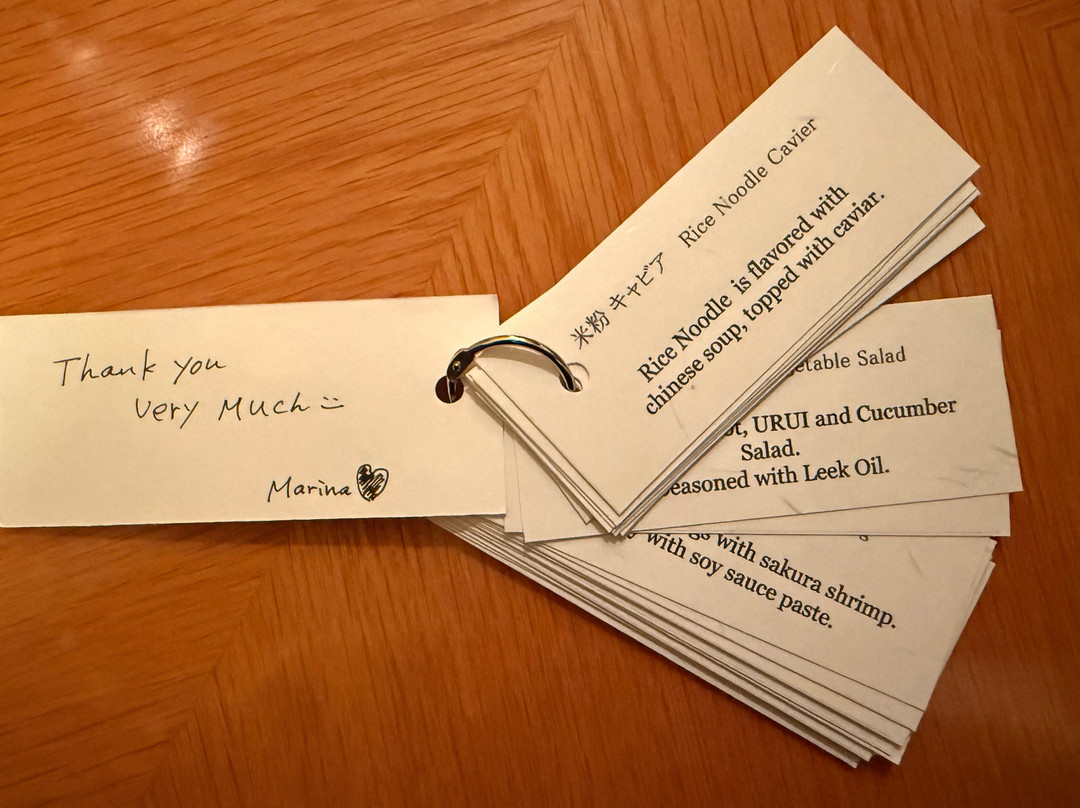 Thank you
Very Much
Marina
米粉 キャビア Rice Noodle Cavier
Rice Noodle is flavored with
chinese soup, topped with caviar.
Salad
URUI and Cucumber
Salad.
with Leek Oil.
with sakura shrimp.
with soy sauce paste.